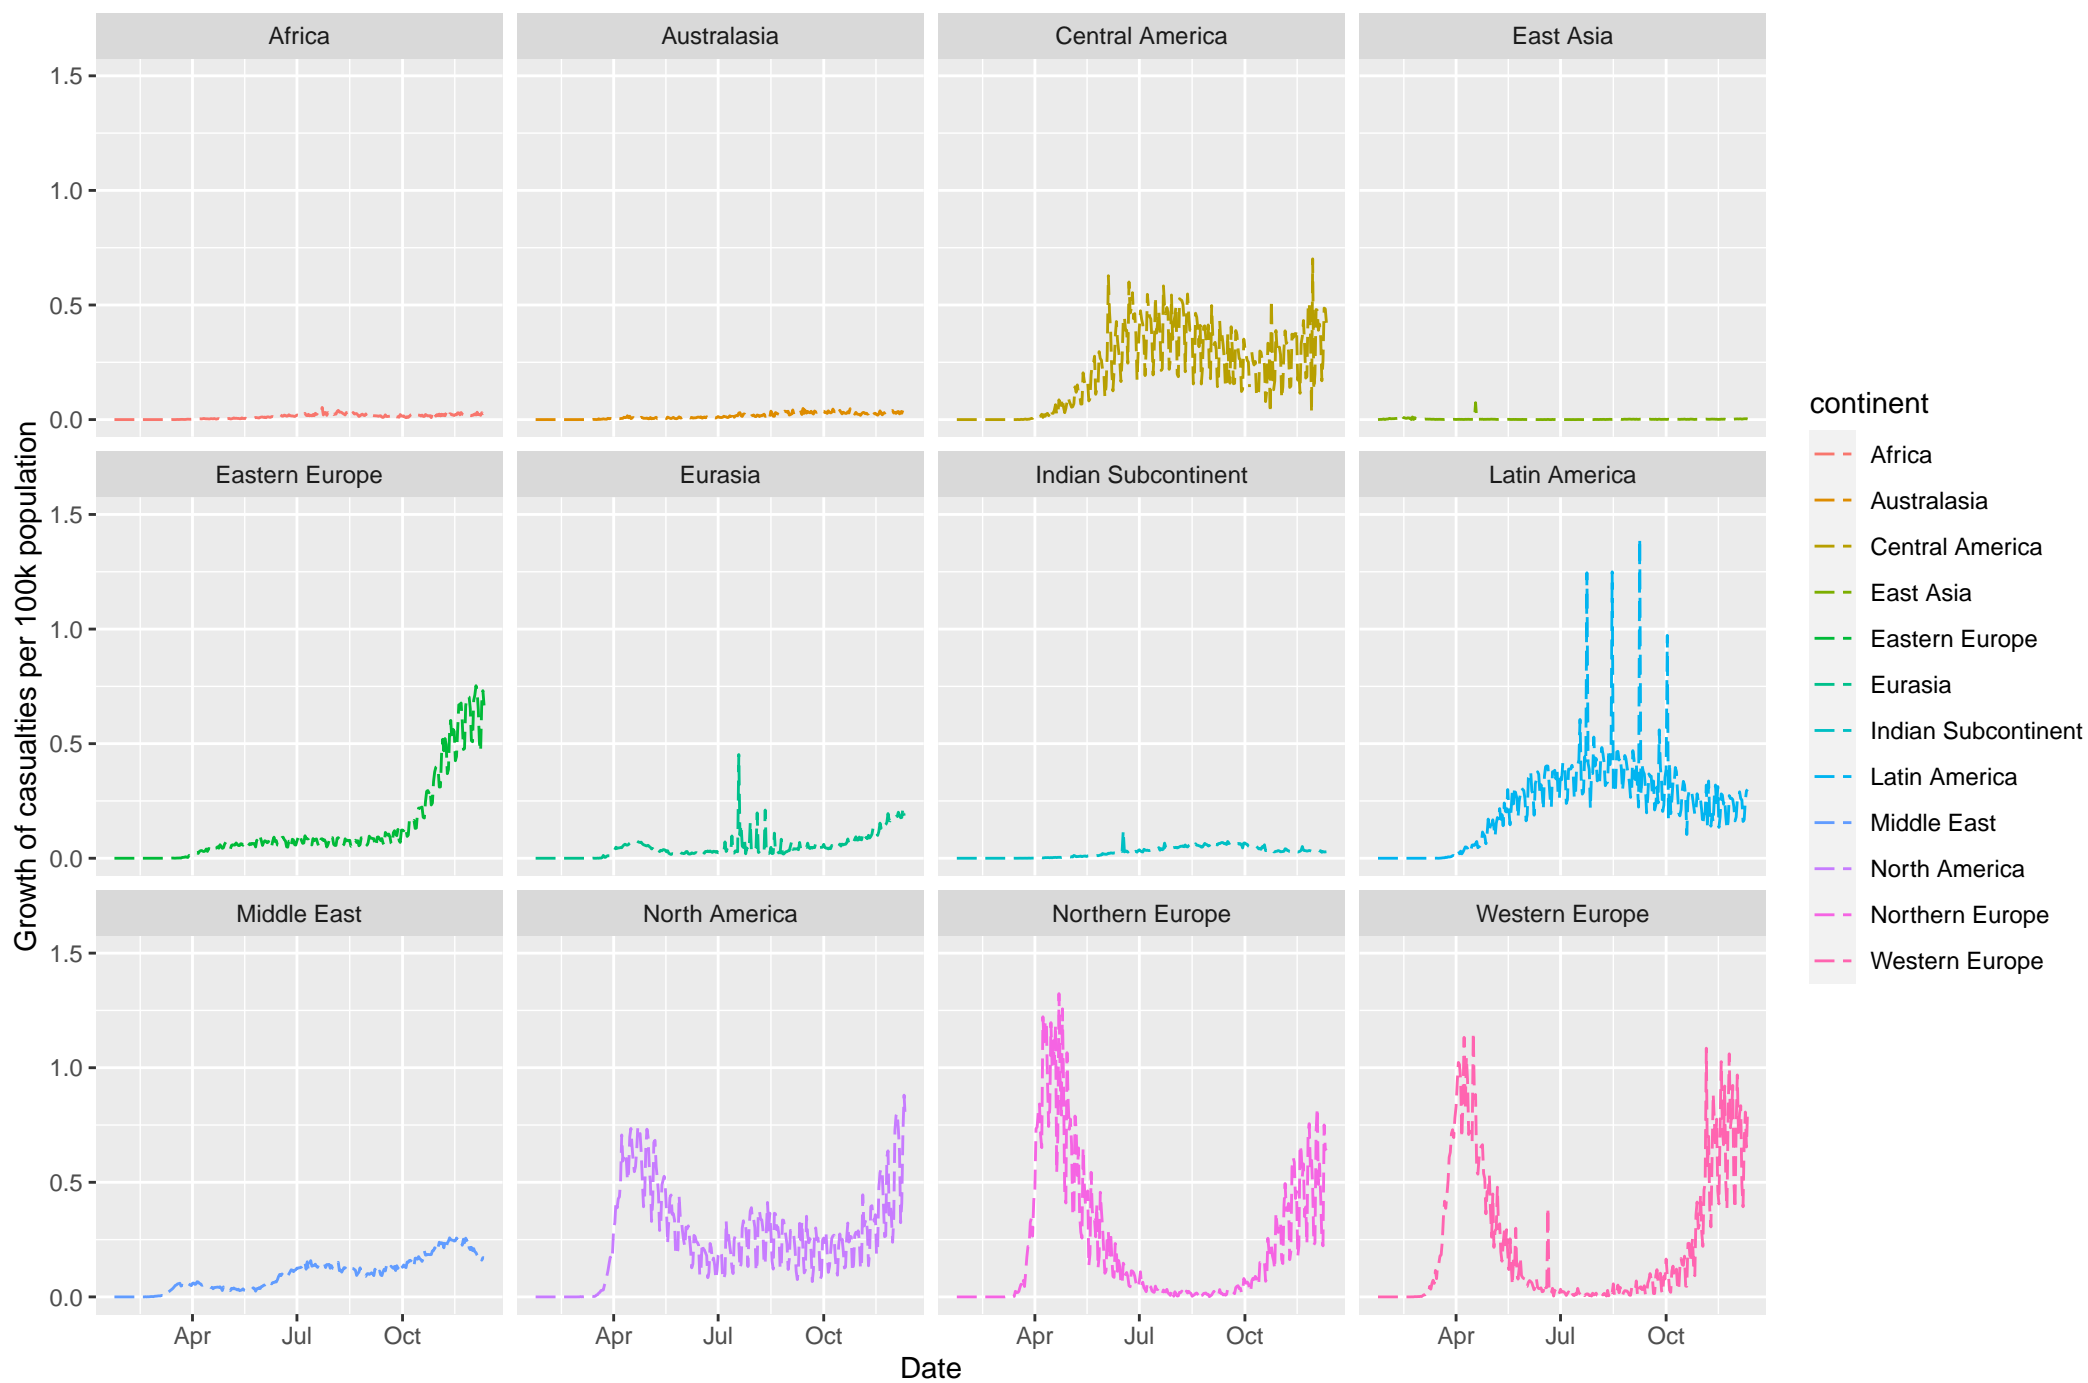 Africa
Australasia
Central America
East Asia
1.5
1.0
0.5
0.0
Eastern Europe
Eurasia
Indian Subcontinent
Latin America
1.5
1.0
0.5
0.0
Middle East
North America
Northern Europe
Western Europe
1.5
1.0
0.5
0.0
Apr Jul Oct
Apr Jul Oct
Apr Jul Oct
Apr Jul Oct
Date
Growth of casualties per 100k population
continent
Africa
Australasia
Central America
East Asia
Eastern Europe
Eurasia
Indian Subcontinent
Latin America
Middle East
North America
Northern Europe
Western Europe